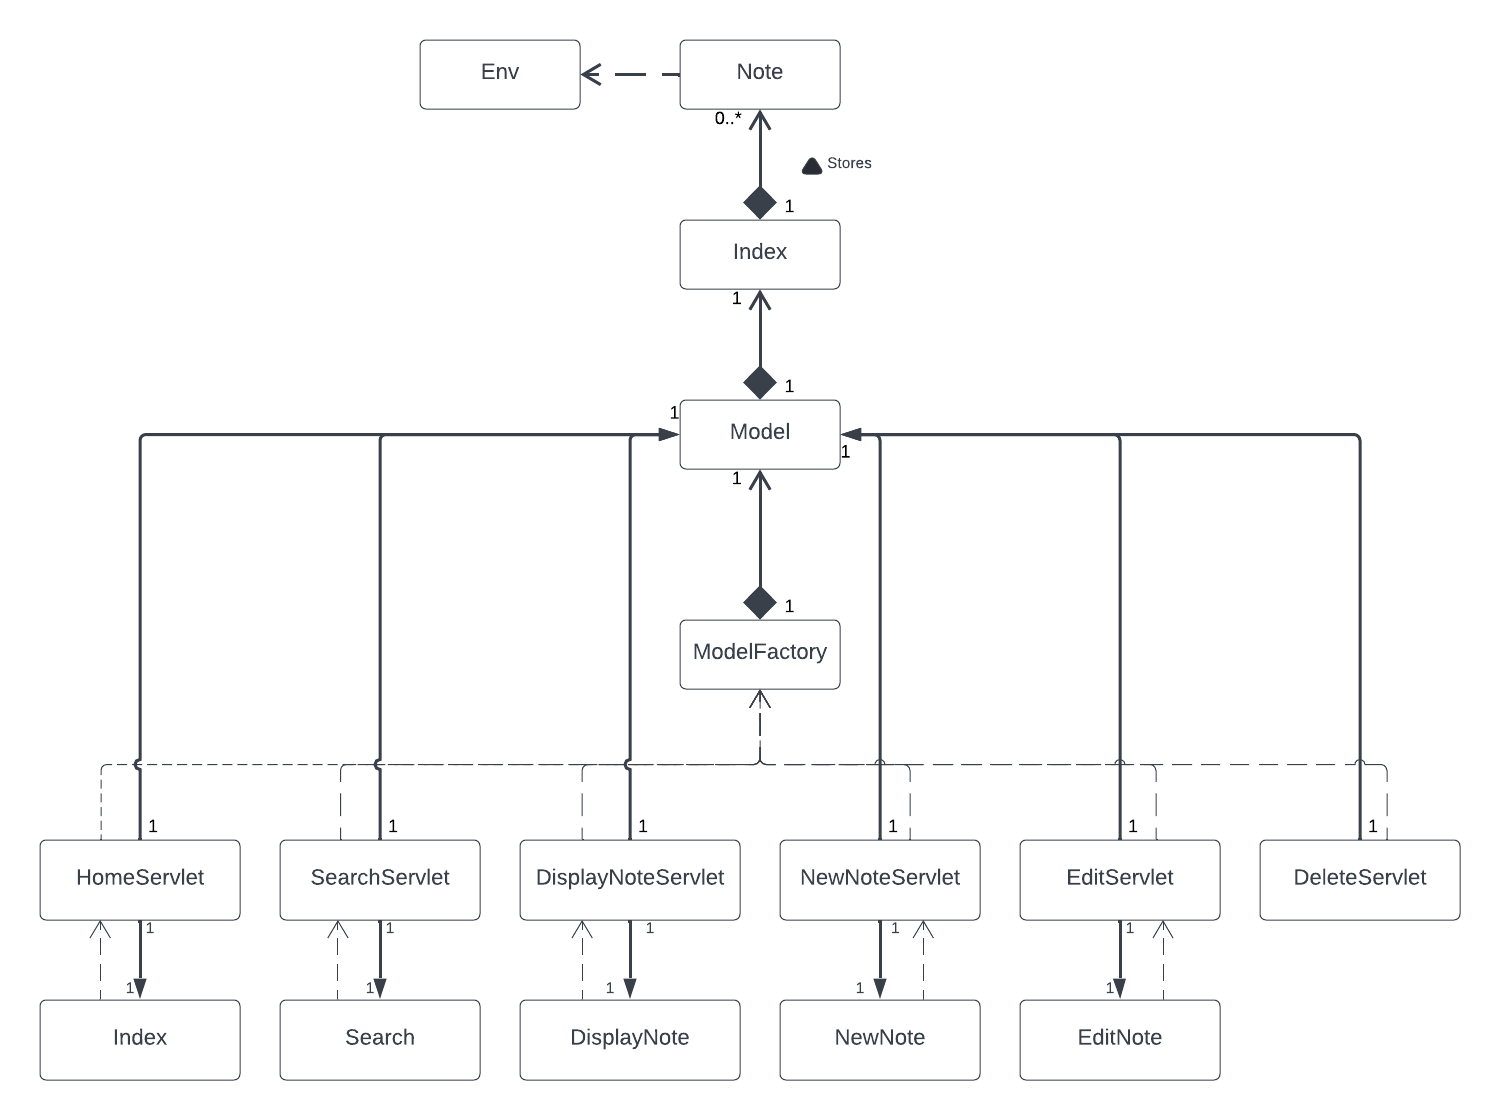 Env
Note
0..*
Stores
1
Index
1
1
1
Model
1
1
1
ModelFactory
1
1
1
1
1
1
HomeServlet
SearchServlet
DisplayNoteServlet
NewNoteServlet
EditServlet
DeleteServlet
1
1
1
1
1
1
1
1
1
1
Index
Search
DisplayNote
NewNote
EditNote